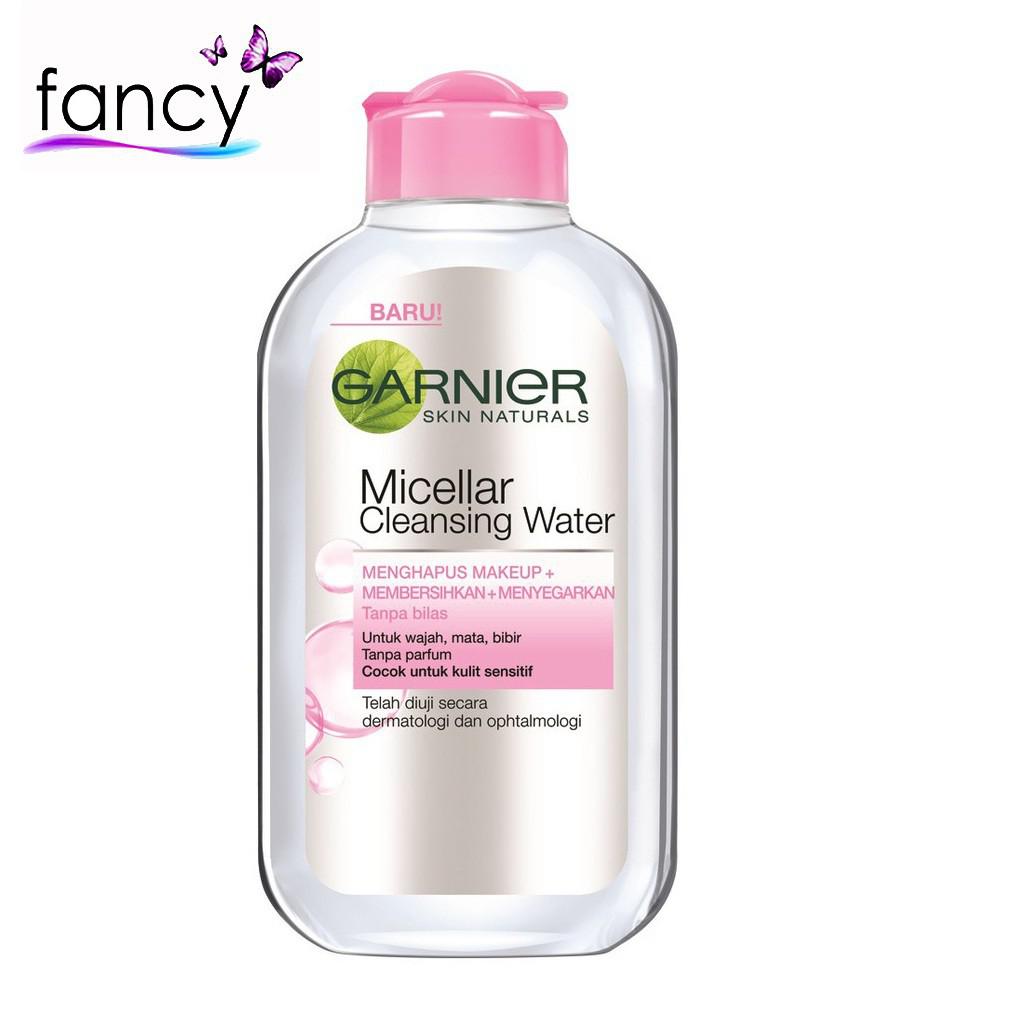 fancy
BARU!
GARNIER
SKIN NATURALS
Micellar
Cleansing Water
MENGHAPUS MAKEUP +
MEMBERSIHKAN + MENYEGARKAN
Tanpa bilas
Untuk wajah, mata, bibir
Tanpa parfum
Cocok untuk kulit sensitif
Telah diuji secara
dermatologi dan ophtalmologi